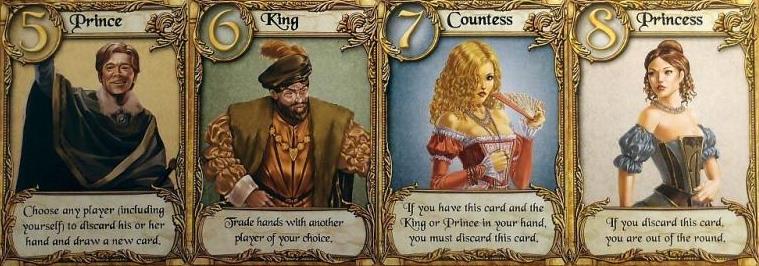 5 Prince
Choose any player (including
yourself) to discard his or her
hand and draw a new card.
6 King
Trade hands with another
player of your choice.
7 Countess
If you have this card and the
King or Prince in your hand,
you must discard this card.
8 Princess
If you discard this card,
you are out of the round.